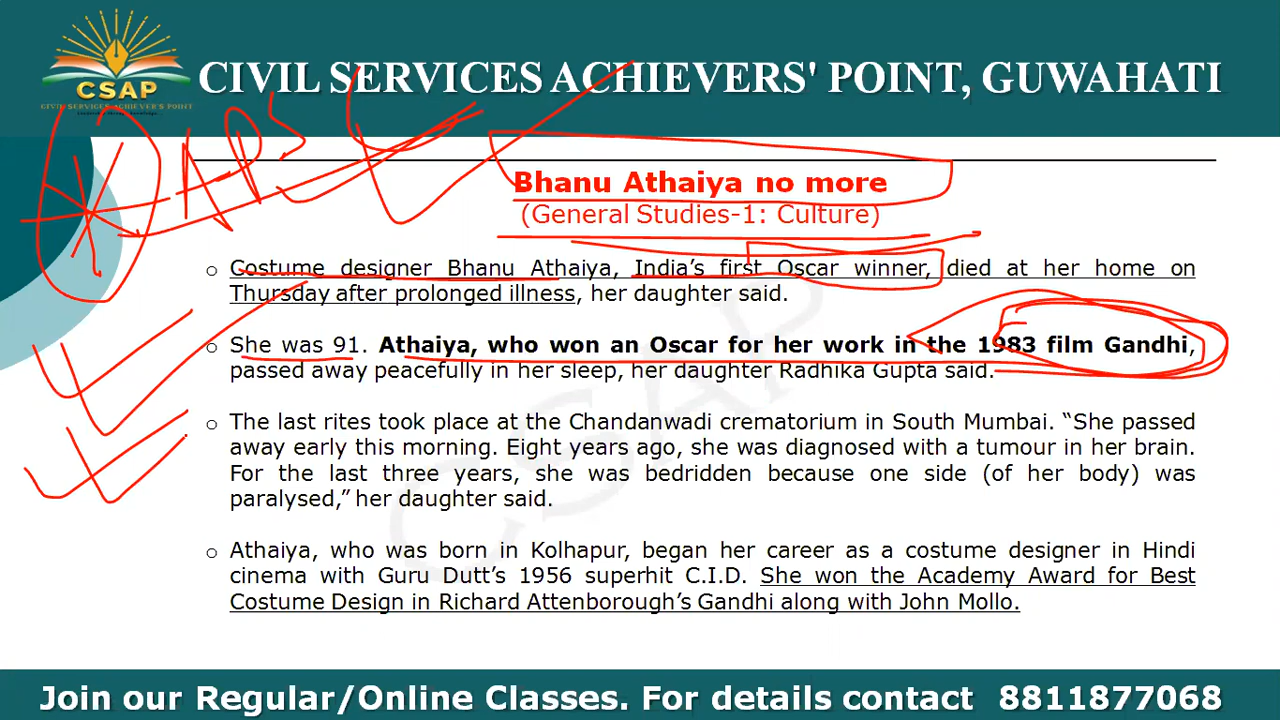 CSAP
CIVIL SERVICES ACHIEVER'S POINT
CIVIL SERVICES ACHIEVERS' POINT, GUWAHATI
APS
Bhanu Athaiya no more
(General Studies-1: Culture)
o Costume designer Bhanu Athaiya, India's first Oscar winner, died at her home on
Thursday after prolonged illness, her daughter said.
o She was 91. Athaiya, who won an Oscar for her work in the 1983 film Gandhi,
passed away peacefully in her sleep, her daughter Radhika Gupta said.
o The last rites took place at the Chandanwadi crematorium in South Mumbai. “She passed
away early this morning. Eight years ago, she was diagnosed with a tumour in her brain.
For the last three years, she was bedridden because one side (of her body) was
paralysed,” her daughter said.
o Athaiya, who was born in Kolhapur, began her career as a costume designer in Hindi
cinema with Guru Dutt’s 1956 superhit C.I.D. She won the Academy Award for Best
Costume Design in Richard Attenborough’s Gandhi along with John Mollo.
CSAP
Join our Regular/Online Classes. For details contact 8811877068